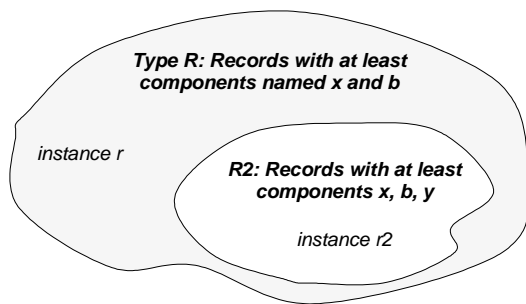 Type R: Records with at least
components named x and b
instance r
R2: Records with at least
components x, b, y
instance r2